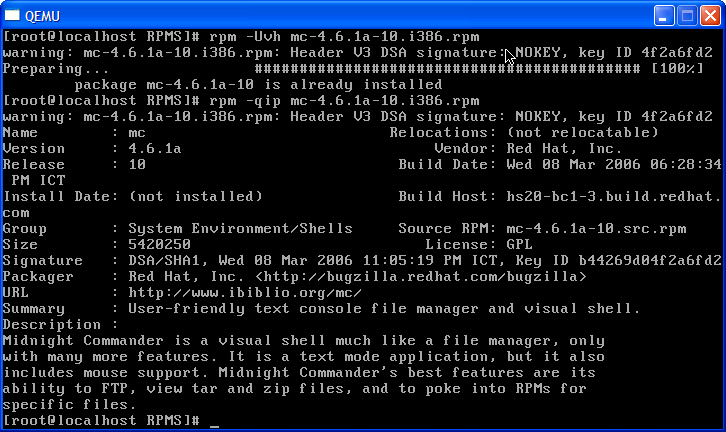 QEMU
[root@localhost RPMS]# rpm -Uvh mc-4.6.1a-10.i386.rpm
warning: mc-4.6.1a-10.i386.rpm: Header V3 DSA signature: NOKEY, key ID 4f2a6fd2
Preparing...                ########################################### [100%]
        package mc-4.6.1a-10 is already installed
[root@localhost RPMS]# rpm -qip mc-4.6.1a-10.i386.rpm
warning: mc-4.6.1a-10.i386.rpm: Header V3 DSA signature: NOKEY, key ID 4f2a6fd2
Name        : mc                           Relocations: (not relocatable)
Version     : 4.6.1a                            Vendor: Red Hat, Inc.
Release     : 10                            Build Date: Wed 08 Mar 2006 06:28:34
 PM ICT
Install Date: (not installed)               Build Host: hs20-bc1-3.build.redhat.
com
Group       : System Environment/Shells     Source RPM: mc-4.6.1a-10.src.rpm
Size        : 5420250                          License: GPL
Signature   : DSA/SHA1, Wed 08 Mar 2006 11:05:19 PM ICT, Key ID b44269d04f2a6fd2
Packager    : Red Hat, Inc. <http://bugzilla.redhat.com/bugzilla>
URL         : http://www.ibiblio.org/mc/
Summary     : User-friendly text console file manager and visual shell.
Description :
Midnight Commander is a visual shell much like a file manager, only
with many more features. It is a text mode application, but it also
includes mouse support. Midnight Commander's best features are its
ability to FTP, view tar and zip files, and to poke into RPMs for
specific files.
[root@localhost RPMS]# _